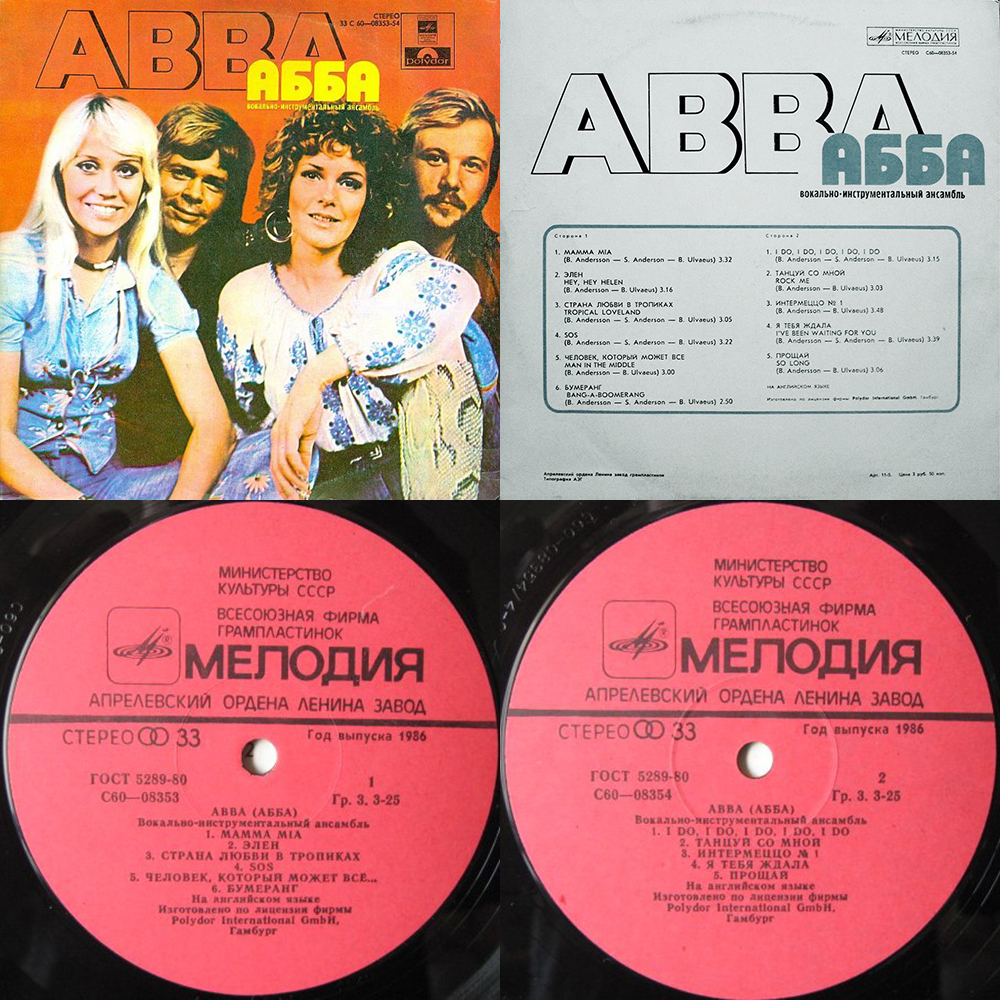 ABBA
АББА
вокально-инструментальный ансамбль
СТЕРЕО
33 С 60—08353-54
Polydor
МЕЛОДИЯ
СТЕРЕО С60—08353-54
ABBA
АББА
вокально-инструментальный ансамбль
Сторона 1
1. MAMMA MIA
(B. Andersson — S. Anderson — B. Ulvaeus) 3.32
2. ЭЛЕН
HEY, HEY HELEN
(B. Andersson — B. Ulvaeus) 3.16
3. СТРАНА ЛЮБВИ В ТРОПИКАХ
TROPICAL LOVELAND
(B. Andersson — S. Anderson — B. Ulvaeus) 3.05
4. SOS
(B. Andersson — S. Anderson — B. Ulvaeus) 3.22
5. ЧЕЛОВЕК, КОТОРЫЙ МОЖЕТ ВСЕ
MAN IN THE MIDDLE
(B. Andersson — B. Ulvaeus) 3.00
6. БУМЕРАНГ
BANG-A-BOOMERANG
(B. Andersson — S. Anderson — B. Ulvaeus) 2.50
Сторона 2
1. I DO, I DO, I DO, I DO, I DO
(B. Andersson — S. Anderson — B. Ulvaeus) 3.15
2. ТАНЦУЙ СО МНОЙ
ROCK ME
(B. Andersson — B. Ulvaeus) 3.03
3. ИНТЕРМЕЦЦО № 1
(B. Andersson — B. Ulvaeus) 3.48
4. Я ТЕБЯ ЖДАЛА
I'VE BEEN WAITING FOR YOU
(B. Andersson — S. Anderson — B. Ulvaeus) 3.39
5. ПРОЩАЙ
SO LONG
(B. Andersson — B. Ulvaeus) 3.06
НА АНГЛИЙСКОМ ЯЗЫКЕ
Изготовлено по лицензии фирмы Polydor International GmbH, Гамбург
Апрелевский ордена Ленина завод грампластинок
Типография АЗГ
Арт. 11-5. Цена 3 руб. 50 коп.
МИНИСТЕРСТВО
КУЛЬТУРЫ СССР
ВСЕСОЮЗНАЯ ФИРМА
ГРАМПЛАСТИНОК
МЕЛОДИЯ
АПРЕЛЕВСКИЙ ОРДЕНА ЛЕНИНА ЗАВОД
СТЕРЕО 33
Год выпуска 1986
ГОСТ 5289-80
С60—08353
1
Гр. 3. 3-25
АВВА (АББА)
Вокально-инструментальный ансамбль
1. MAMMA MIA
2. ЭЛЕН
3. СТРАНА ЛЮБВИ В ТРОПИКАХ
4. SOS
5. ЧЕЛОВЕК, КОТОРЫЙ МОЖЕТ ВСЁ...
6. БУМЕРАНГ
На английском языке
Изготовлено по лицензии фирмы
Polydor International GmbH,
Гамбург
МИНИСТЕРСТВО
КУЛЬТУРЫ СССР
ВСЕСОЮЗНАЯ ФИРМА
ГРАМПЛАСТИНОК
МЕЛОДИЯ
АПРЕЛЕВСКИЙ ОРДЕНА ЛЕНИНА ЗАВОД
СТЕРЕО 33
Год выпуска 1986
ГОСТ 5289-80
С60—08354
2
Гр. 3. 3-25
АВВА (АББА)
Вокально-инструментальный ансамбль
1. I DO, I DO, I DO, I DO, I DO
2. ТАНЦУЙ СО МНОЙ
3. ИНТЕРМЕЦЦО № 1
4. Я ТЕБЯ ЖДАЛА
5. ПРОЩАЙ
На английском языке
Изготовлено по лицензии фирмы
Polydor International GmbH,
Гамбург